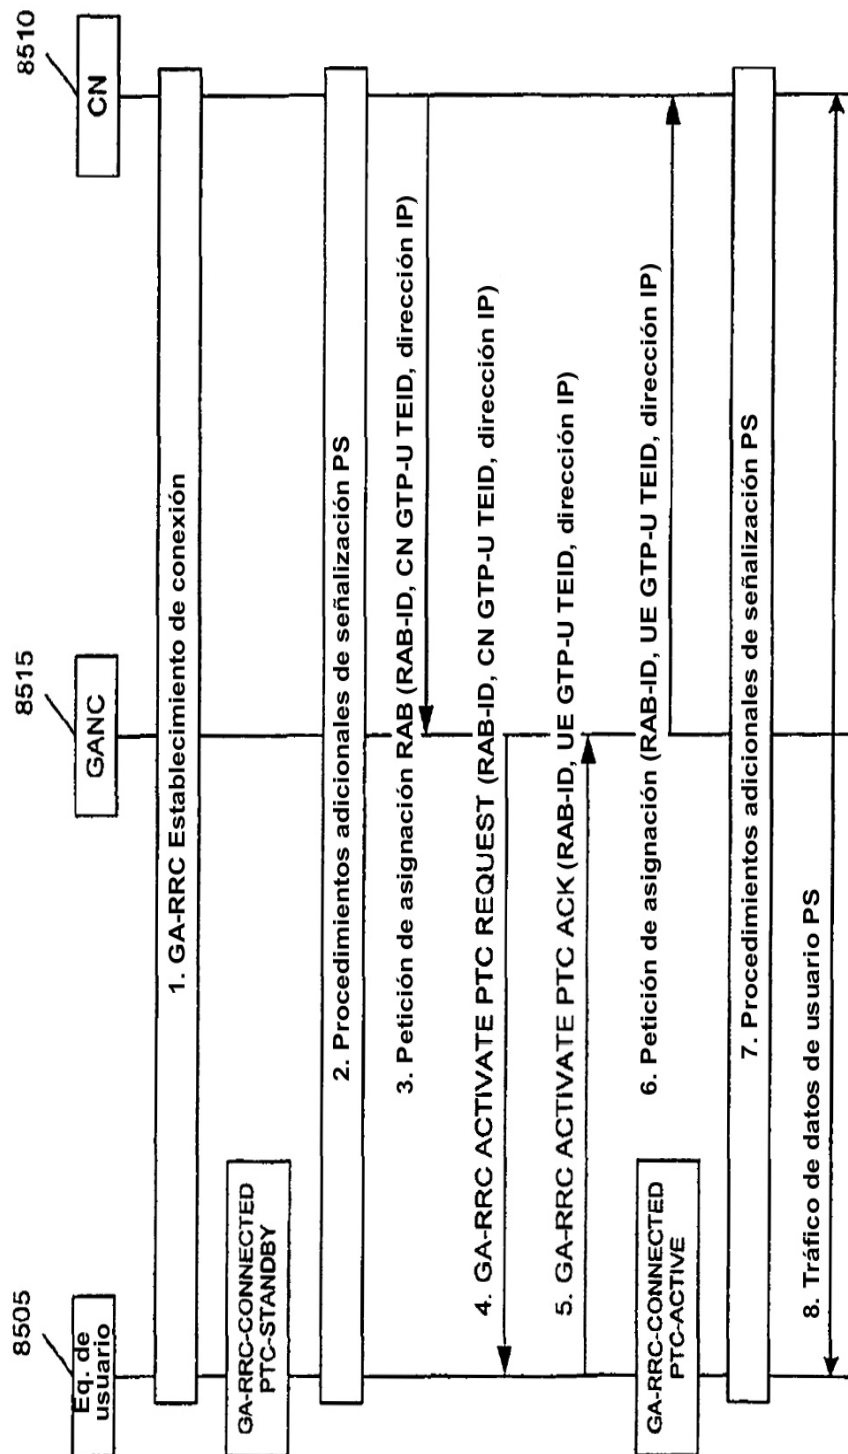 8505
8515
8510
Eq. de
usuario
GANC
CN
1. GA-RRC Establecimiento de conexión
GA-RRC-CONNECTED
PTC-STANDBY
2. Procedimientos adicionales de señalización PS
3. Petición de asignación RAB (RAB-ID, CN GTP-U TEID, dirección IP)
4. GA-RRC ACTIVATE PTC REQUEST (RAB-ID, CN GTP-U TEID, dirección IP)
5. GA-RRC ACTIVATE PTC ACK (RAB-ID, UE GTP-U TEID, dirección IP)
6. Petición de asignación (RAB-ID, UE GTP-U TEID, dirección IP)
GA-RRC-CONNECTED
PTC-ACTIVE
7. Procedimientos adicionales de señalización PS
8. Tráfico de datos de usuario PS